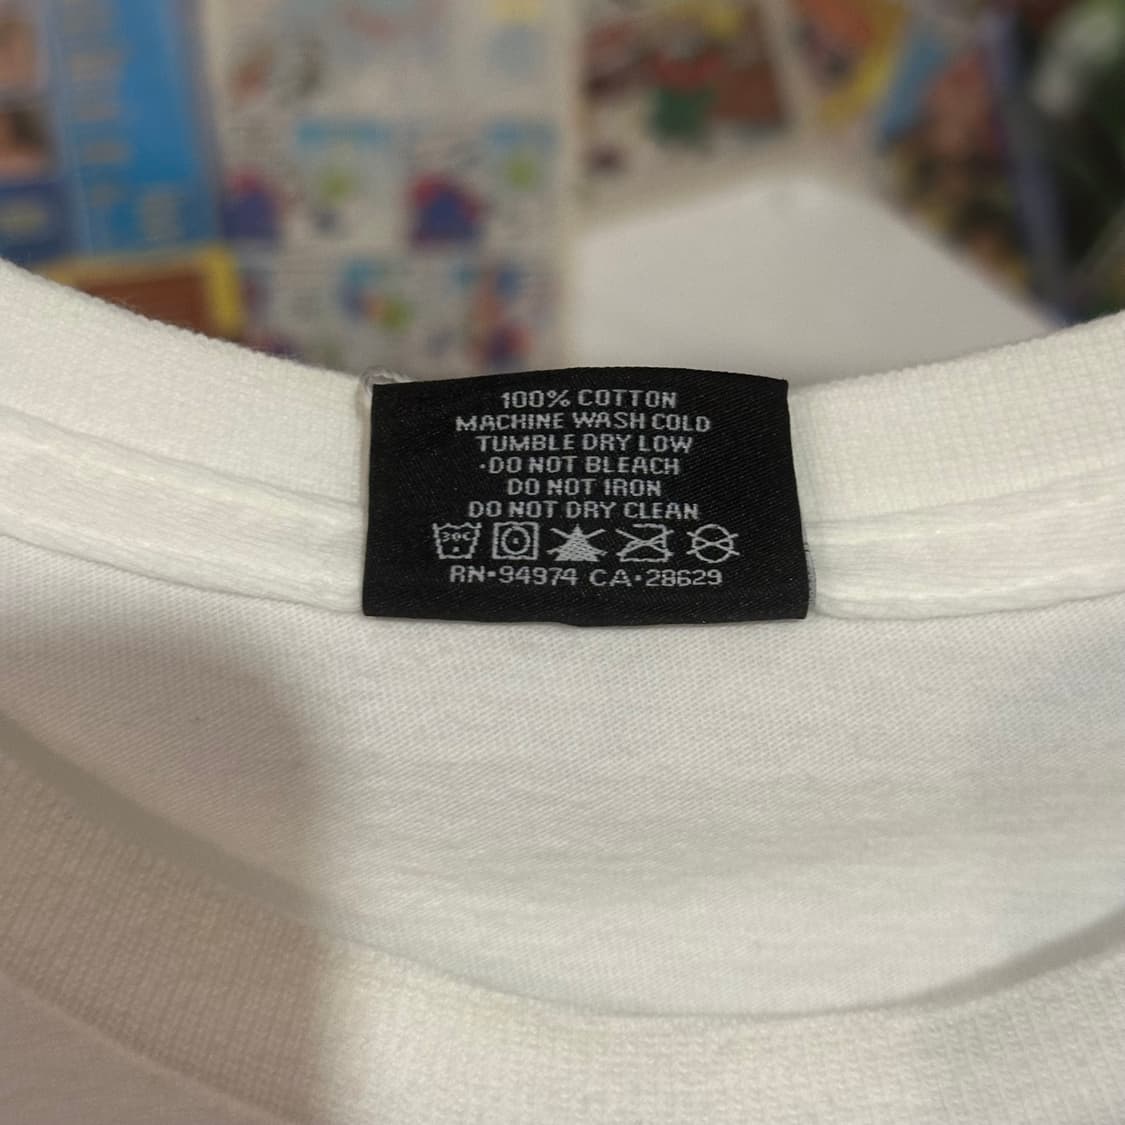 100% COTTON
MACHINE WASH COLD
TUMBLE DRY LOW
·DO NOT BLEACH
DO NOT IRON
DO NOT DRY CLEAN
30C
RN·94974 CA·28629